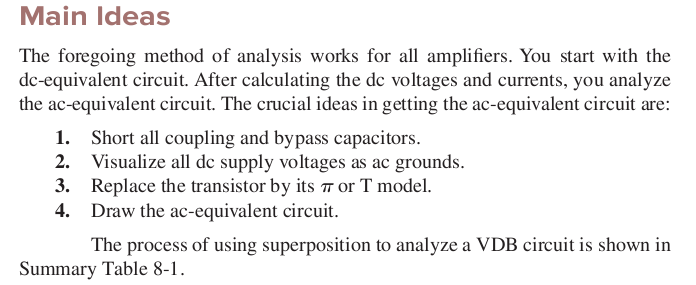 Main Ideas
The foregoing method of analysis works for all amplifiers. You start with the
dc-equivalent circuit. After calculating the dc voltages and currents, you analyze
the ac-equivalent circuit. The crucial ideas in getting the ac-equivalent circuit are:
1. Short all coupling and bypass capacitors.
2. Visualize all dc supply voltages as ac grounds.
3. Replace the transistor by its π or T model.
4. Draw the ac-equivalent circuit.
The process of using superposition to analyze a VDB circuit is shown in
Summary Table 8-1.